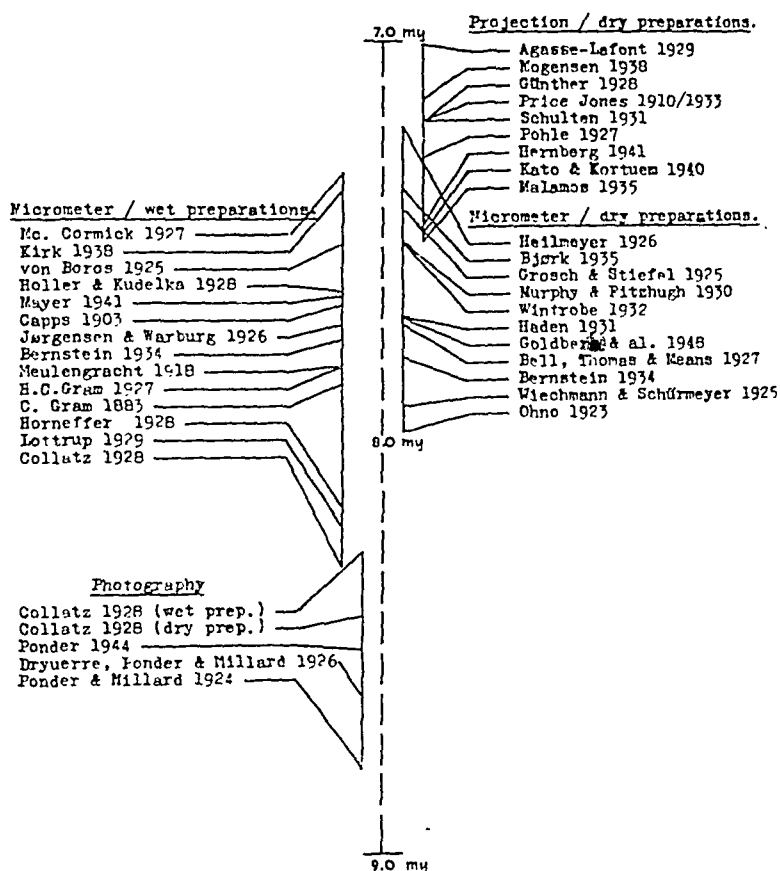 7.0 my
Projection / dry preparations.
Agasse-Lafont 1929
Mogensen 1938
Günther 1928
Price Jones 1910/1933
Schulten 1931
Pohle 1927
Hernberg 1941
Kato & Kortuem 1940
Malamos 1935
Micrometer / wet preparations.
Mc. Cormick 1927
Kirk 1938
von Boros 1925
Holler & Kudelka 1928
Mayer 1941
Capps 1903
Jørgensen & Warburg 1926
Bernstein 1934
Meulengracht 1918
H.C.Gram 1927
C. Gram 1883
Horneffer 1928
Lottrup 1929
Collatz 1928
Micrometer / dry preparations.
Heilmeyer 1926
Bjørk 1935
Grosch & Stiefel 1925
Murphy & Fitzhugh 1930
Wintrobe 1932
Haden 1931
Goldberg & al. 1948
Bell, Thomas & Means 1927
Bernstein 1934
Wiechmann & Schürmeyer 1925
Ohno 1923
8.0 my
Photography
Collatz 1928 (wet prep.)
Collatz 1928 (dry prep.)
Ponder 1944
Dryuerre, Ponder & Millard 1926
Ponder & Millard 1924
9.0 my